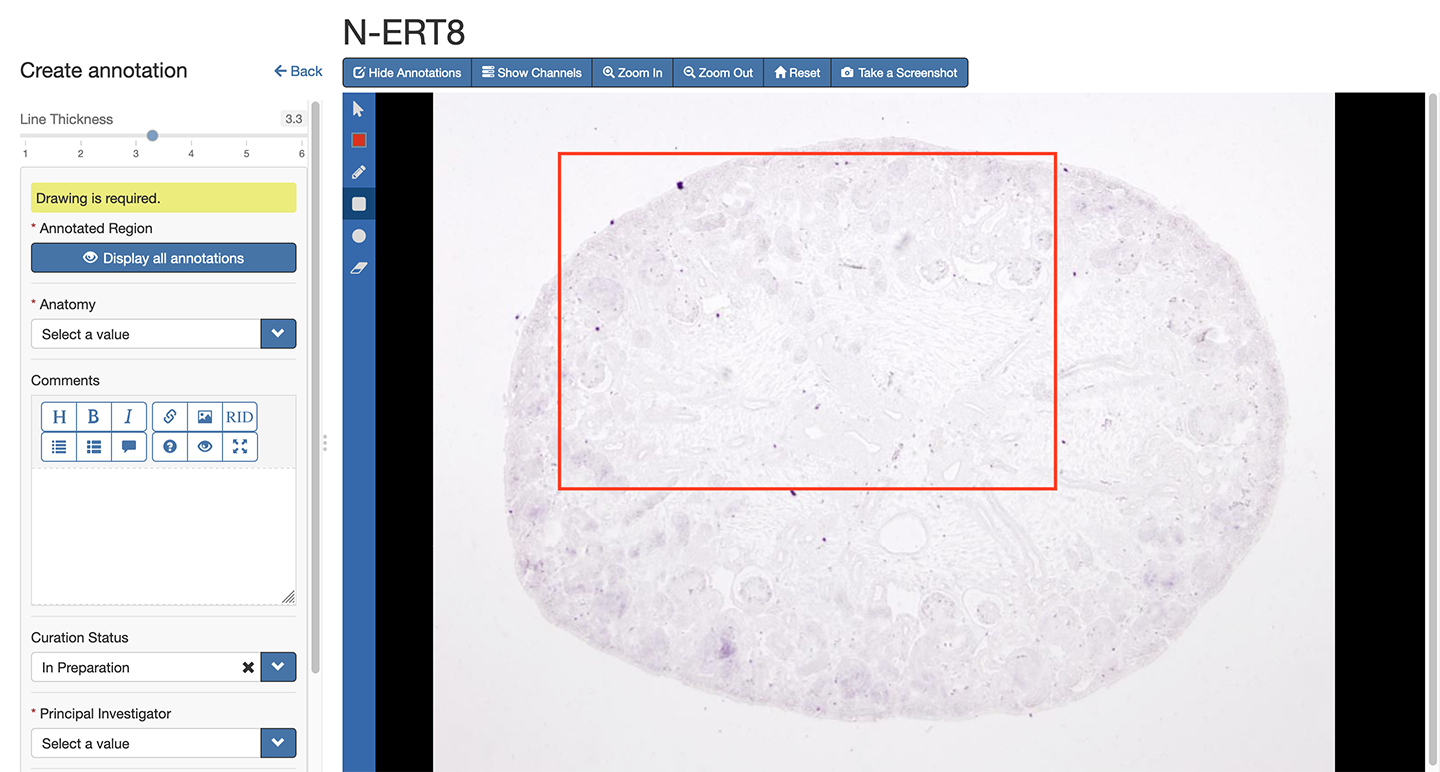 N-ERT8
Create annotation
Back
Hide Annotations Show Channels Zoom In Zoom Out Reset Take a Screenshot
Line Thickness 3.3
1 2 3 4 5 6
Drawing is required.
* Annotated Region
Display all annotations
* Anatomy
Select a value
Comments
H B I RID
Curation Status
In Preparation
* Principal Investigator
Select a value